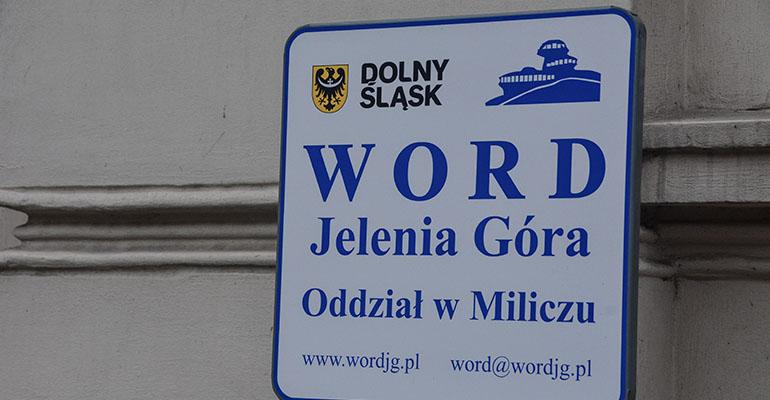 DOLNY
ŚLĄSK
WORD
Jelenia Góra
Oddział w Miliczu
www.wordjg.pl word@wordjg.pl